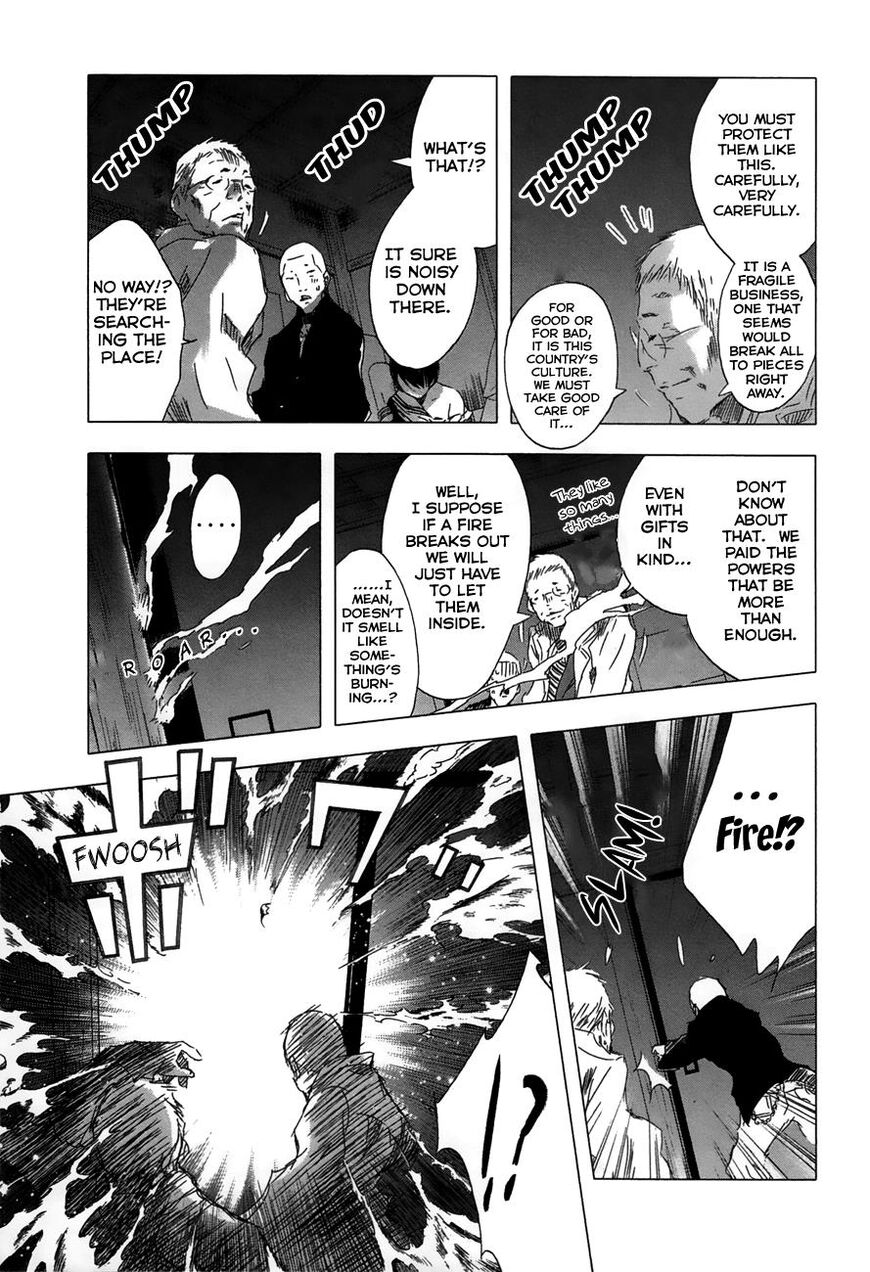 YOU MUST
PROTECT
THEM LIKE
THIS.
CAREFULLY,
VERY
CAREFULLY.
IT IS A
FRAGILE
BUSINESS,
ONE THAT
SEEMS
WOULD
BREAK ALL
TO PIECES
RIGHT
AWAY.
THUMP
THUMP
FOR
GOOD OR
FOR BAD,
IT IS THIS
COUNTRY'S
CULTURE.
WE MUST
TAKE GOOD
CARE OF
IT...
WHAT'S
THAT!?
IT SURE
IS NOISY
DOWN
THERE.
THUD
THUMP
NO WAY!?
THEY'RE
SEARCH-
ING THE
PLACE!
DON'T
KNOW
ABOUT
THAT. WE
PAID THE
POWERS
THAT BE
MORE
THAN
ENOUGH.
EVEN
WITH
GIFTS
IN
KIND...
They like
so many
things...
WELL,
I SUPPOSE
IF A FIRE
BREAKS OUT
WE WILL
JUST HAVE
TO LET
THEM
INSIDE.
......I
MEAN,
DOESN'T
IT SMELL
LIKE
SOME-
THING'S
BURN-
ING...?
....
ROAR...
...
Fire!?
SLAM!
FWOOSH
!?